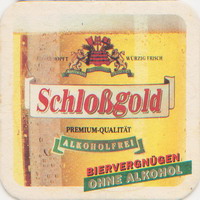 WÜRZIG FRISCH
Schloßgold
PREMIUM-QUALITÄT
ALKOHOLFREI
BIERVERGNÜGEN
OHNE ALKOHOL